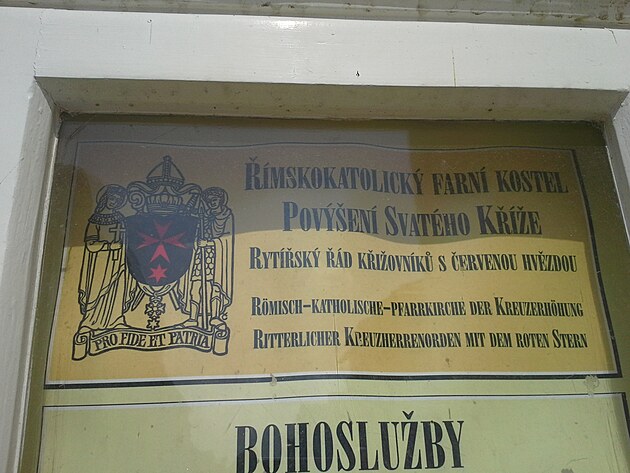 ŘÍMSKOKATOLICKÝ FARNÍ KOSTEL
POVÝŠENÍ SVATÉHO KŘÍŽE
RYTÍŘSKÝ ŘÁD KŘIŽOVNÍKŮ S ČERVENOU HVĚZDOU
RÖMISCH-KATHOLISCHE-PFARRKIRCHE DER KREUZERHÖHUNG
RITTERLICHER KREUZHERRENORDEN MIT DEM ROTEN STERN
PRO FIDE ET PATRIA
BOHOSLUŽBY